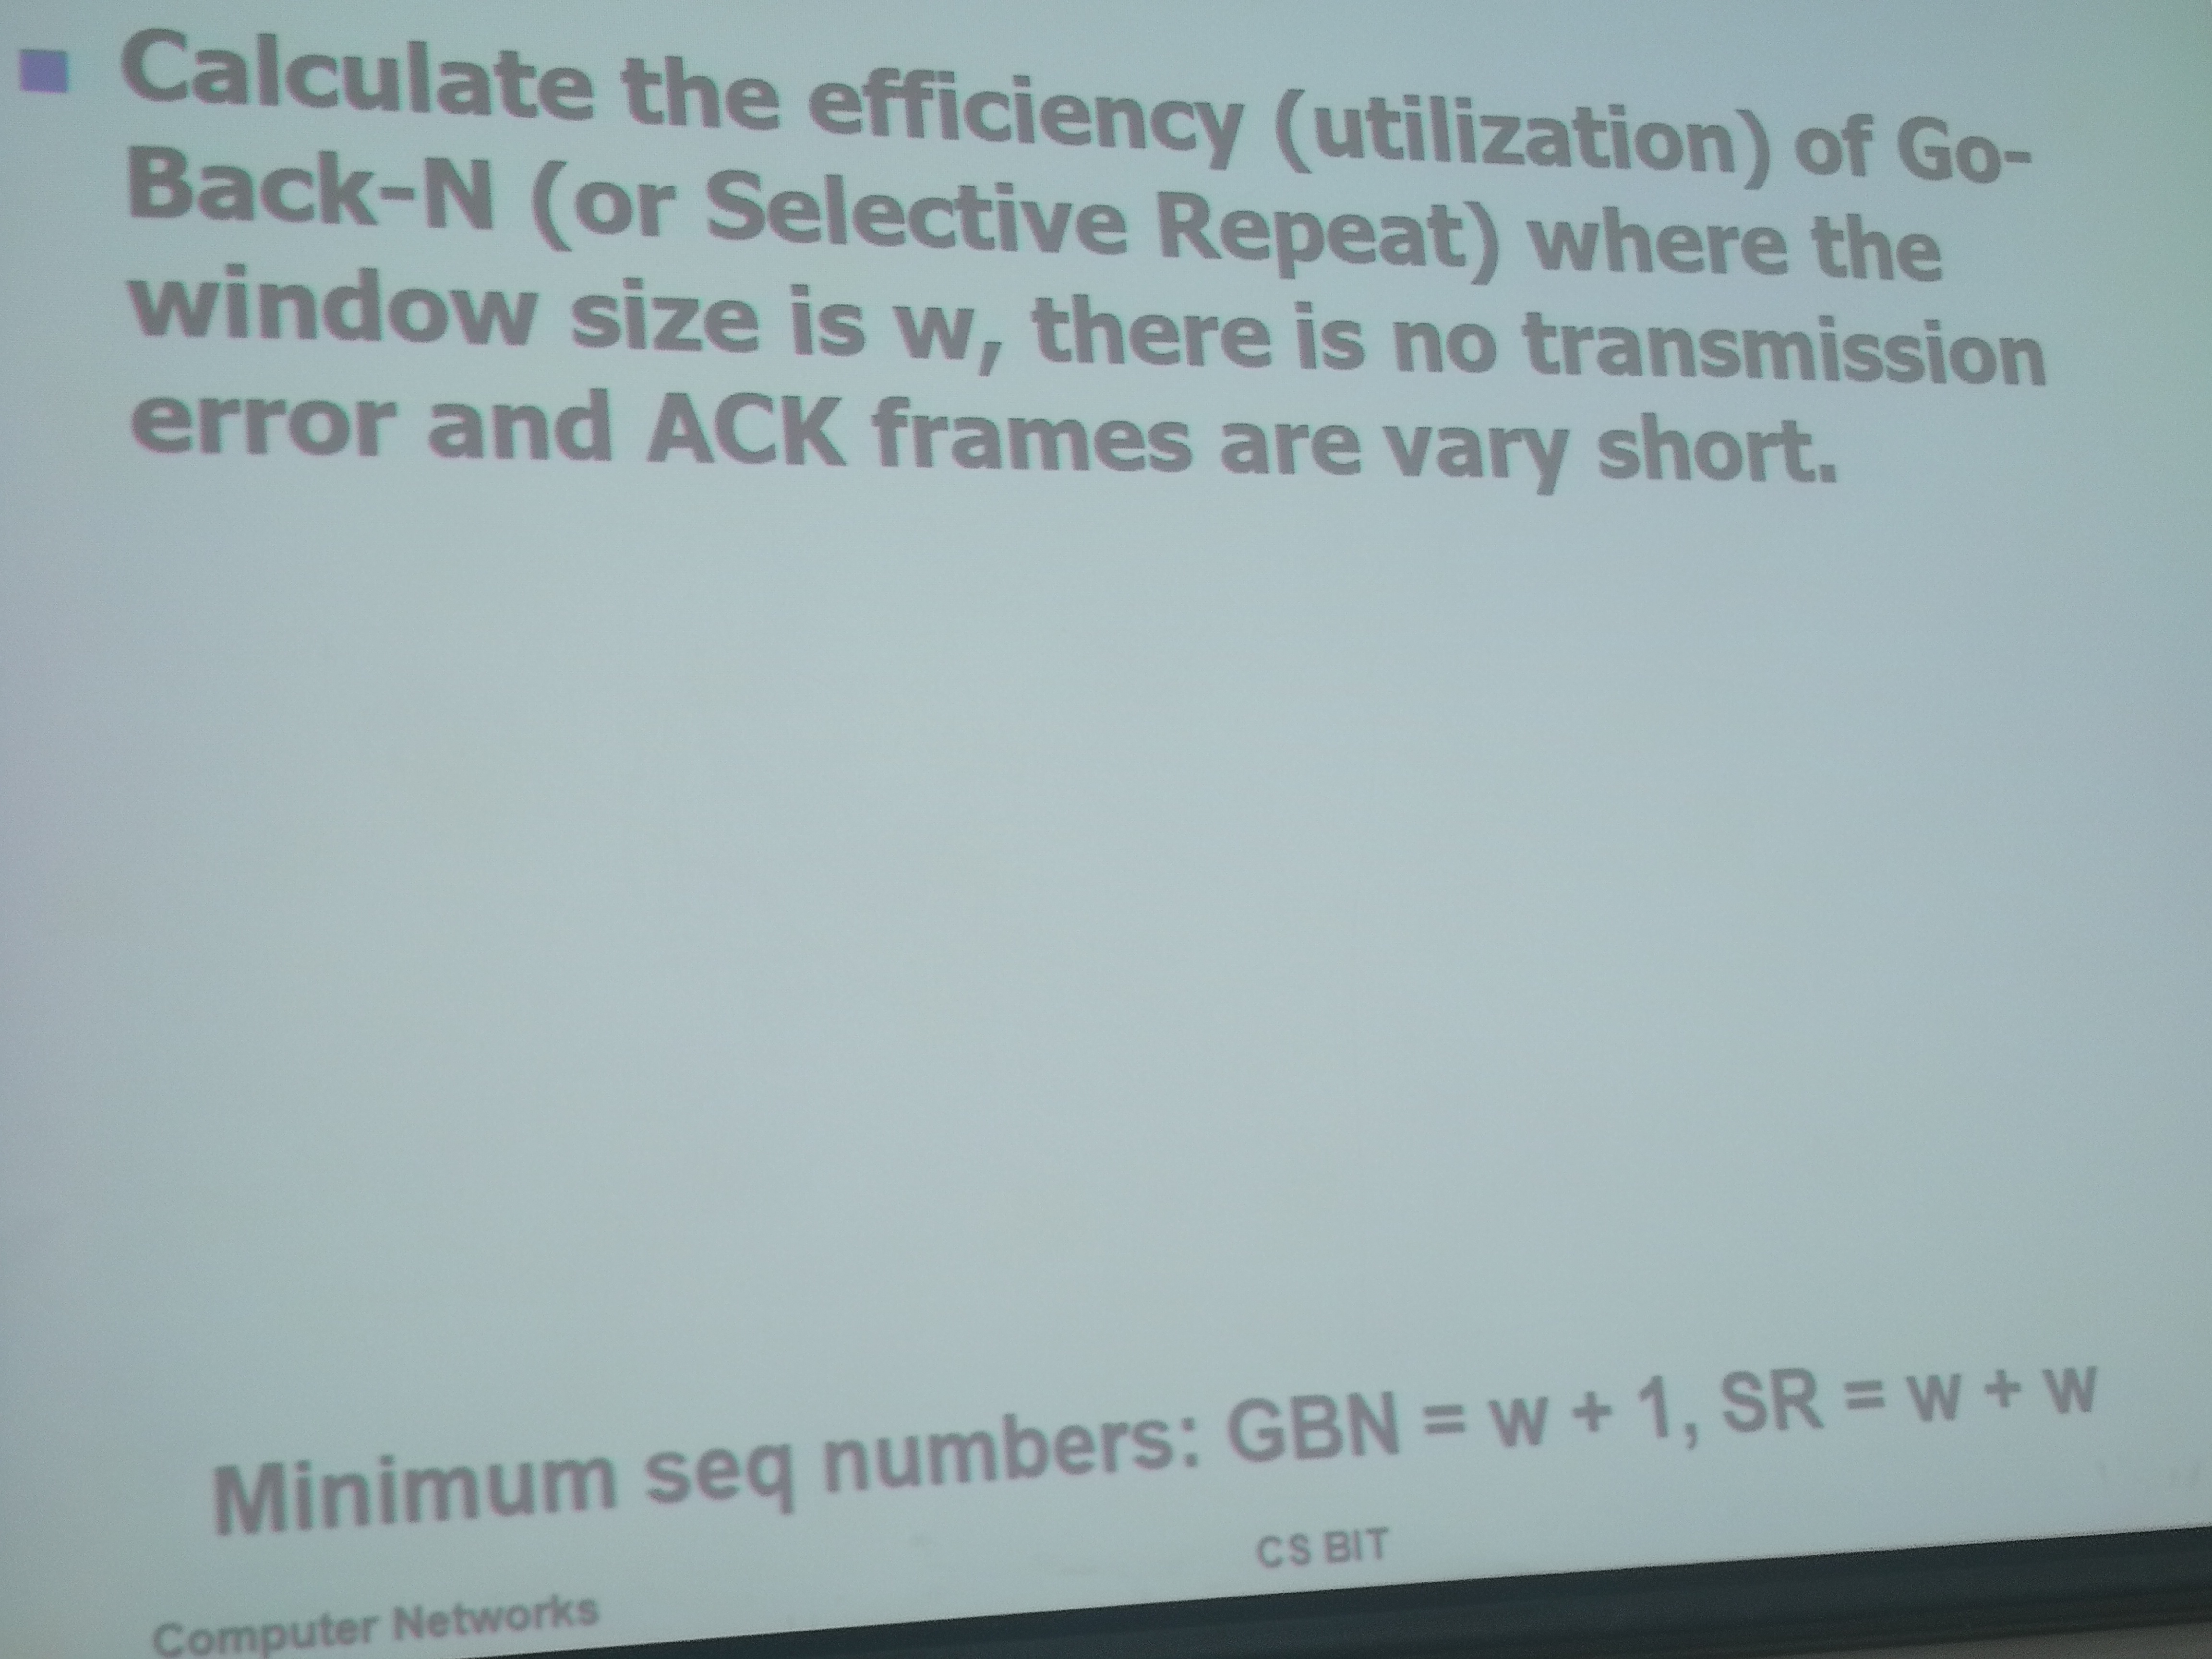 Calculate the efficiency (utilization) of Go-
Back-N (or Selective Repeat) where the
window size is w, there is no transmission
error and ACK frames are vary short.
Minimum seq numbers: GBN = w + 1, SR = w + w
CS BIT
Computer Networks